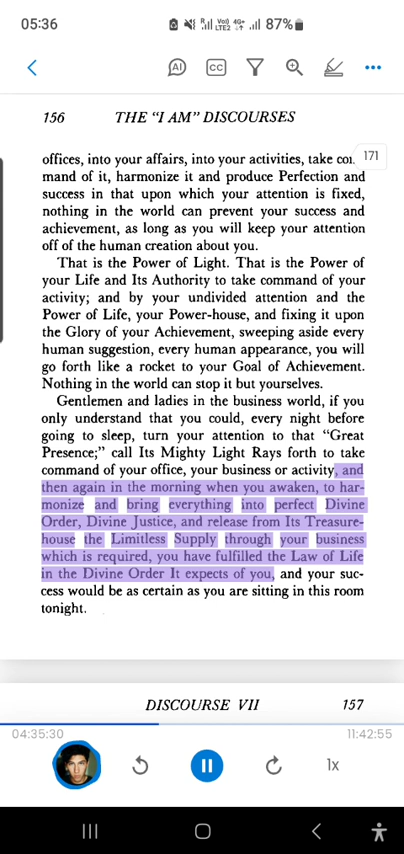 05:36
R
Vo))
LTE2
4G+
87%
AI
CC
156 THE “I AM” DISCOURSES
171
offices, into your affairs, into your activities, take
mand of it, harmonize it and produce Perfection and
success in that upon which your attention is fixed,
nothing in the world can prevent your success and
achievement, as long as you will keep your attention
off of the human creation about you.
That is the Power of Light. That is the Power of
your Life and Its Authority to take command of your
activity; and by your undivided attention and the
Power of Life, your Power-house, and fixing it upon
the Glory of your Achievement, sweeping aside every
human suggestion, every human appearance, you will
go forth like a rocket to your Goal of Achievement.
Nothing in the world can stop it but yourselves.
Gentlemen and ladies in the business world, if you
only understand that you could, every night before
going to sleep, turn your attention to that “Great
Presence;” call Its Mighty Light Rays forth to take
command of your office, your business or activity, and
then again in the morning when you awaken, to har-
monize and bring everything into perfect Divine
Order, Divine Justice, and release from Its Treasure-
house the Limitless Supply through your business
which is required, you have fulfilled the Law of Life
in the Divine Order It expects of you, and your suc-
cess would be as certain as you are sitting in this room
tonight.
DISCOURSE VII 157
04:35:30 11:42:55
1x